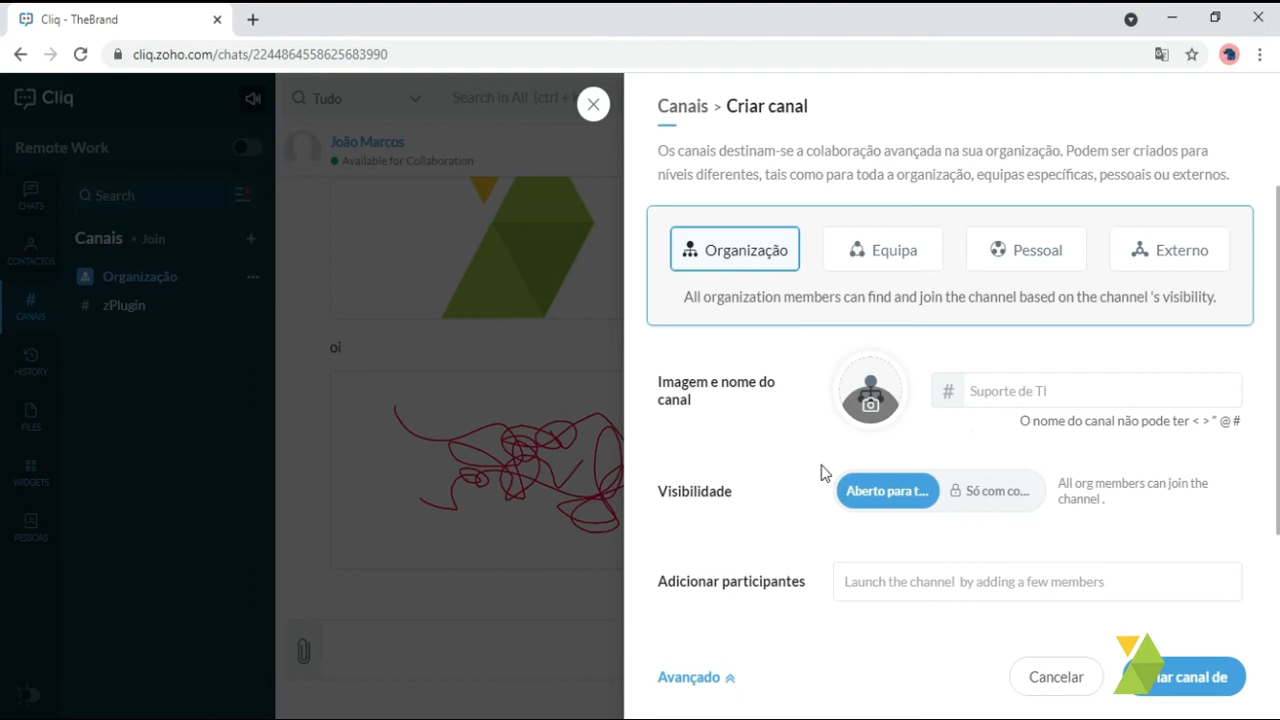 Cliq - TheBrand
cliq.zoho.com/chats/2244864558625683990
Cliq
Remote Work
Search
Canais · Join
Organização
# zPlugin
CHATS
CONTACTOS
#
CANAIS
HISTORY
FILES
WIDGETS
PESSOAS
Tudo
Search in All (ctrl +
João Marcos
Available for Collaboration
oi
Canais > Criar canal
Os canais destinam-se a colaboração avançada na sua organização. Podem ser criados para
níveis diferentes, tais como para toda a organização, equipas específicas, pessoais ou externos.
Organização
Equipa
Pessoal
Externo
All organization members can find and join the channel based on the channel 's visibility.
Imagem e nome do
canal
# Suporte de TI
O nome do canal não pode ter < > " @ #
Visibilidade
Aberto para t...
Só com co...
All org members can join the
channel .
Adicionar participantes
Launch the channel by adding a few members
Avançado
Cancelar
canal de